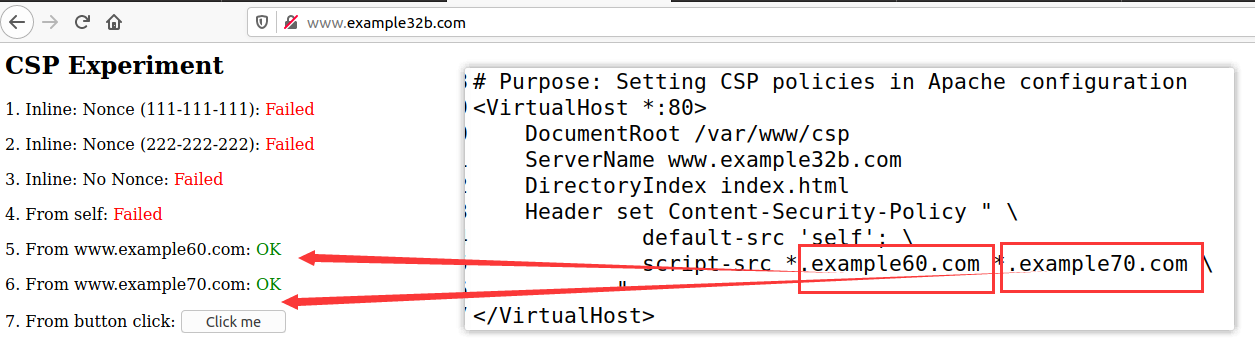 www.example32b.com
CSP Experiment
1. Inline: Nonce (111-111-111): Failed
2. Inline: Nonce (222-222-222): Failed
3. Inline: No Nonce: Failed
4. From self: Failed
5. From www.example60.com: OK
6. From www.example70.com: OK
7. From button click: Click me
# Purpose: Setting CSP policies in Apache configuration
<VirtualHost *:80>
DocumentRoot /var/www/csp
ServerName www.example32b.com
DirectoryIndex index.html
Header set Content-Security-Policy " \
default-src 'self'; \
script-src *.example60.com *.example70.com \
"
</VirtualHost>